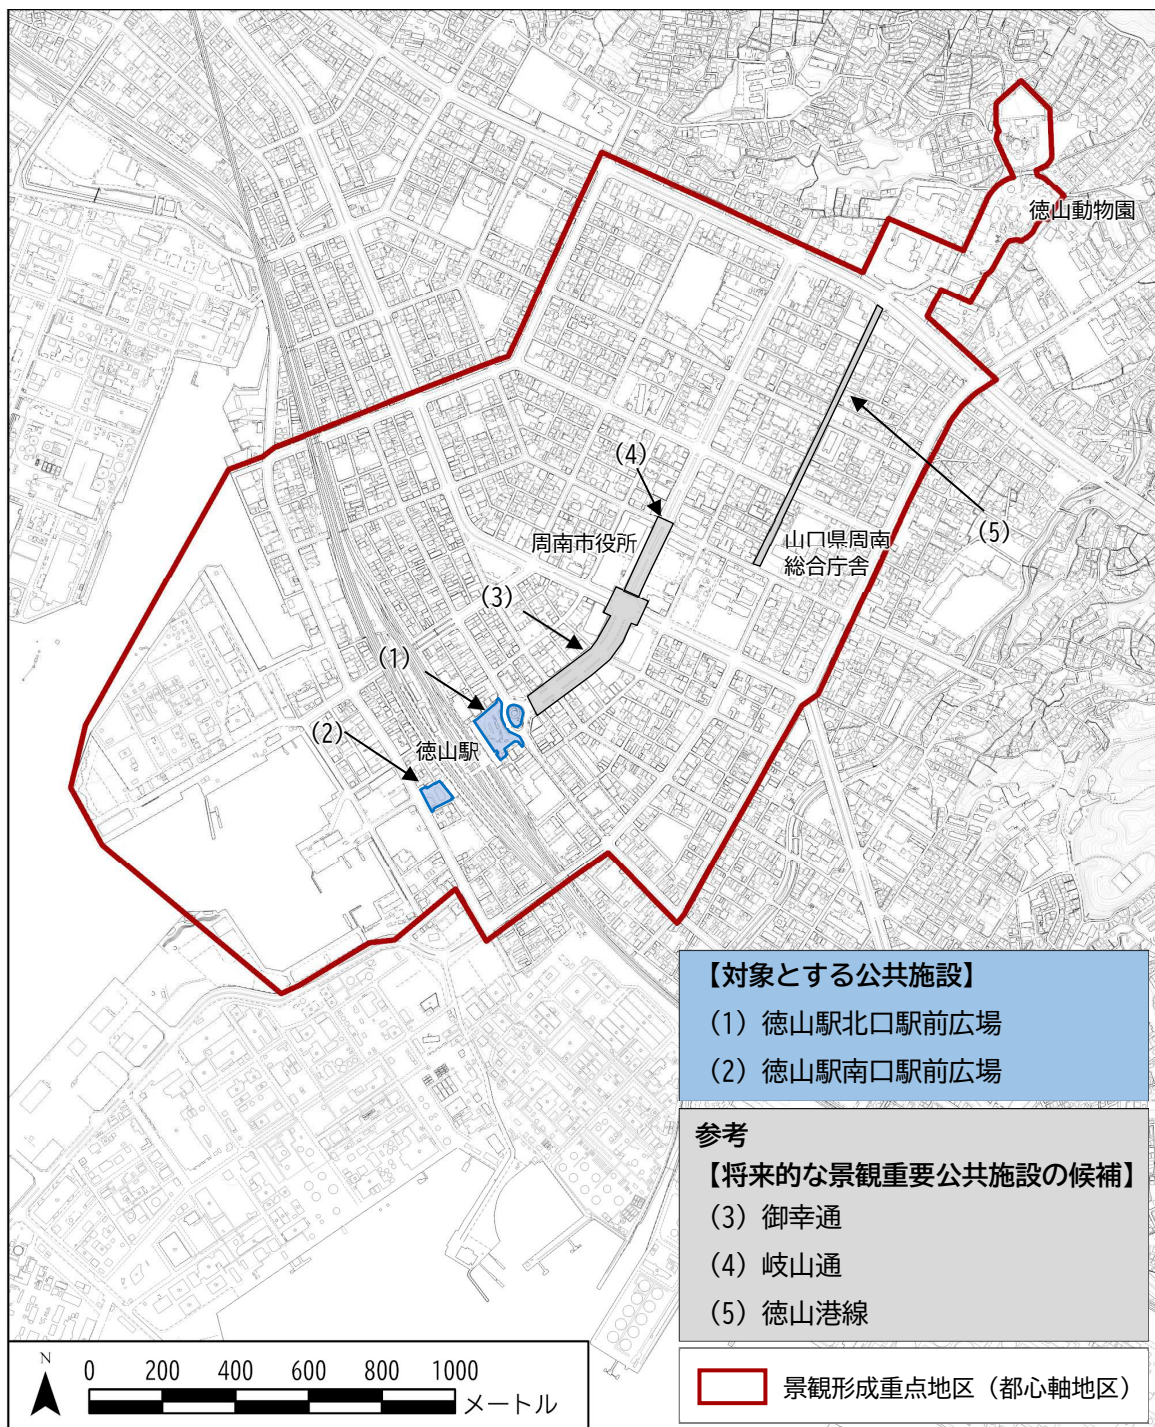 徳山動物園
(4)
周南市役所
(5)
山口県周南
総合庁舎
(3)
(1)
(2)
徳山駅
【対象とする公共施設】
(1) 徳山駅北口駅前広場
(2) 徳山駅南口駅前広場
参考
【将来的な景観重要公共施設の候補】
(3) 御幸通
(4) 岐山通
(5) 徳山港線
景観形成重点地区（都心軸地区）
N
0 200 400 600 800 1000
メートル